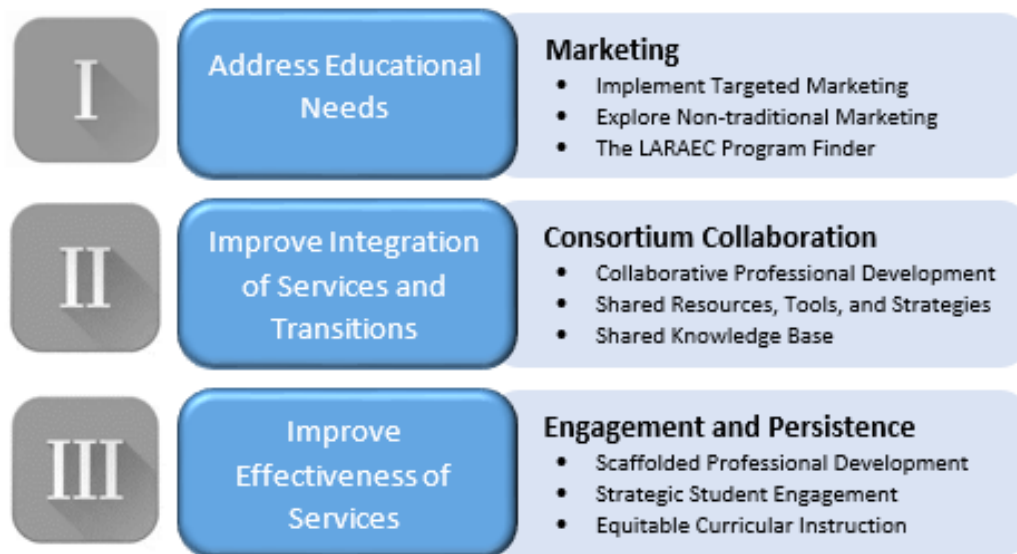 I
Address Educational
Needs
Marketing
• Implement Targeted Marketing
• Explore Non-traditional Marketing
• The LARAEC Program Finder
II
Improve Integration
of Services and
Transitions
Consortium Collaboration
• Collaborative Professional Development
• Shared Resources, Tools, and Strategies
• Shared Knowledge Base
III
Improve
Effectiveness of
Services
Engagement and Persistence
• Scaffolded Professional Development
• Strategic Student Engagement
• Equitable Curricular Instruction